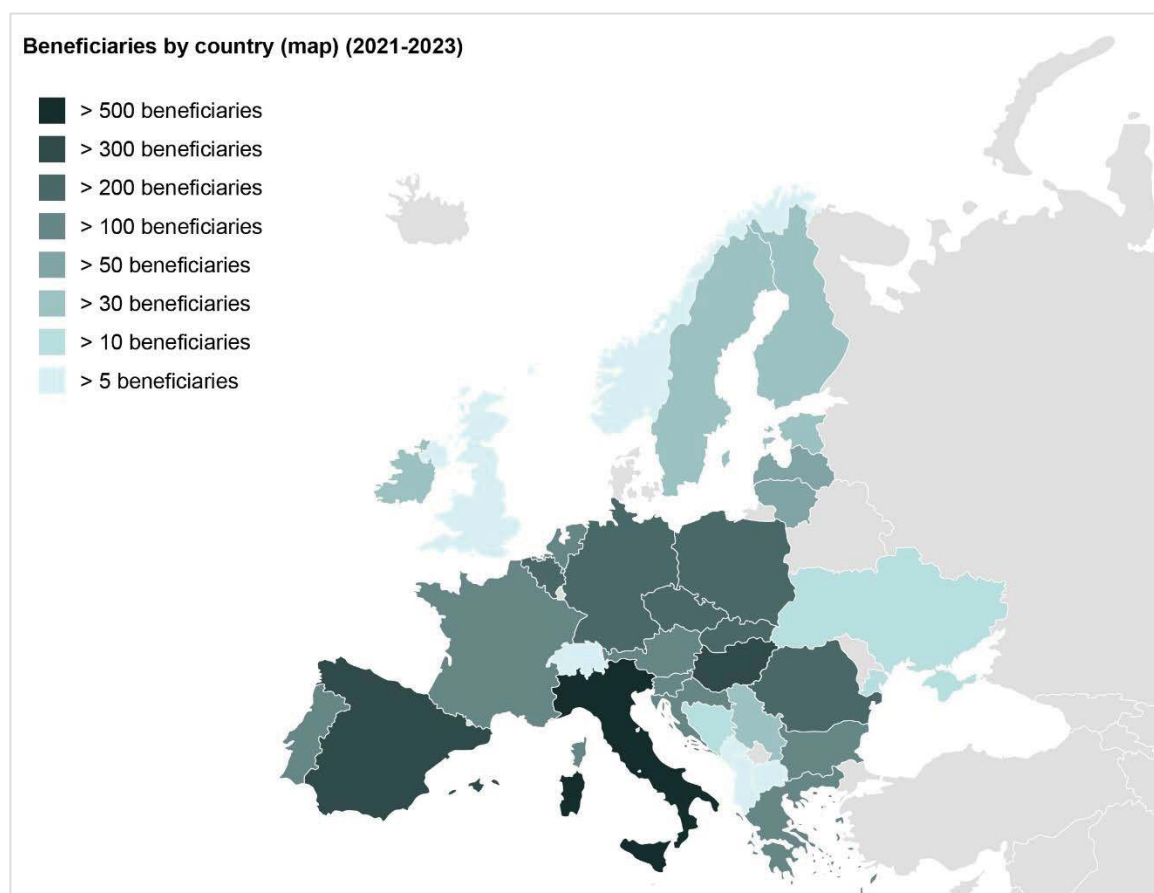 Beneficiaries by country (map) (2021-2023)
> 500 beneficiaries
> 300 beneficiaries
> 200 beneficiaries
> 100 beneficiaries
> 50 beneficiaries
> 30 beneficiaries
> 10 beneficiaries
> 5 beneficiaries